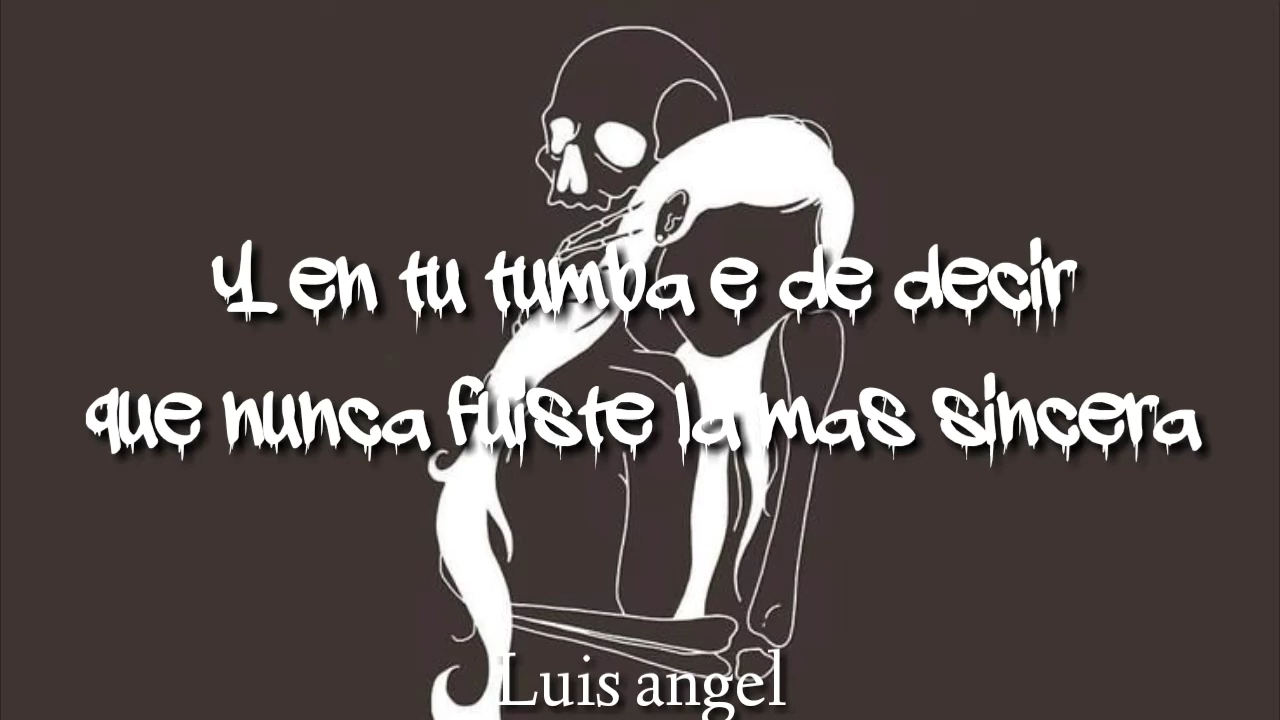 Y en tu tumba e de decir
que nunca fuiste la mas sincera
Luis angel